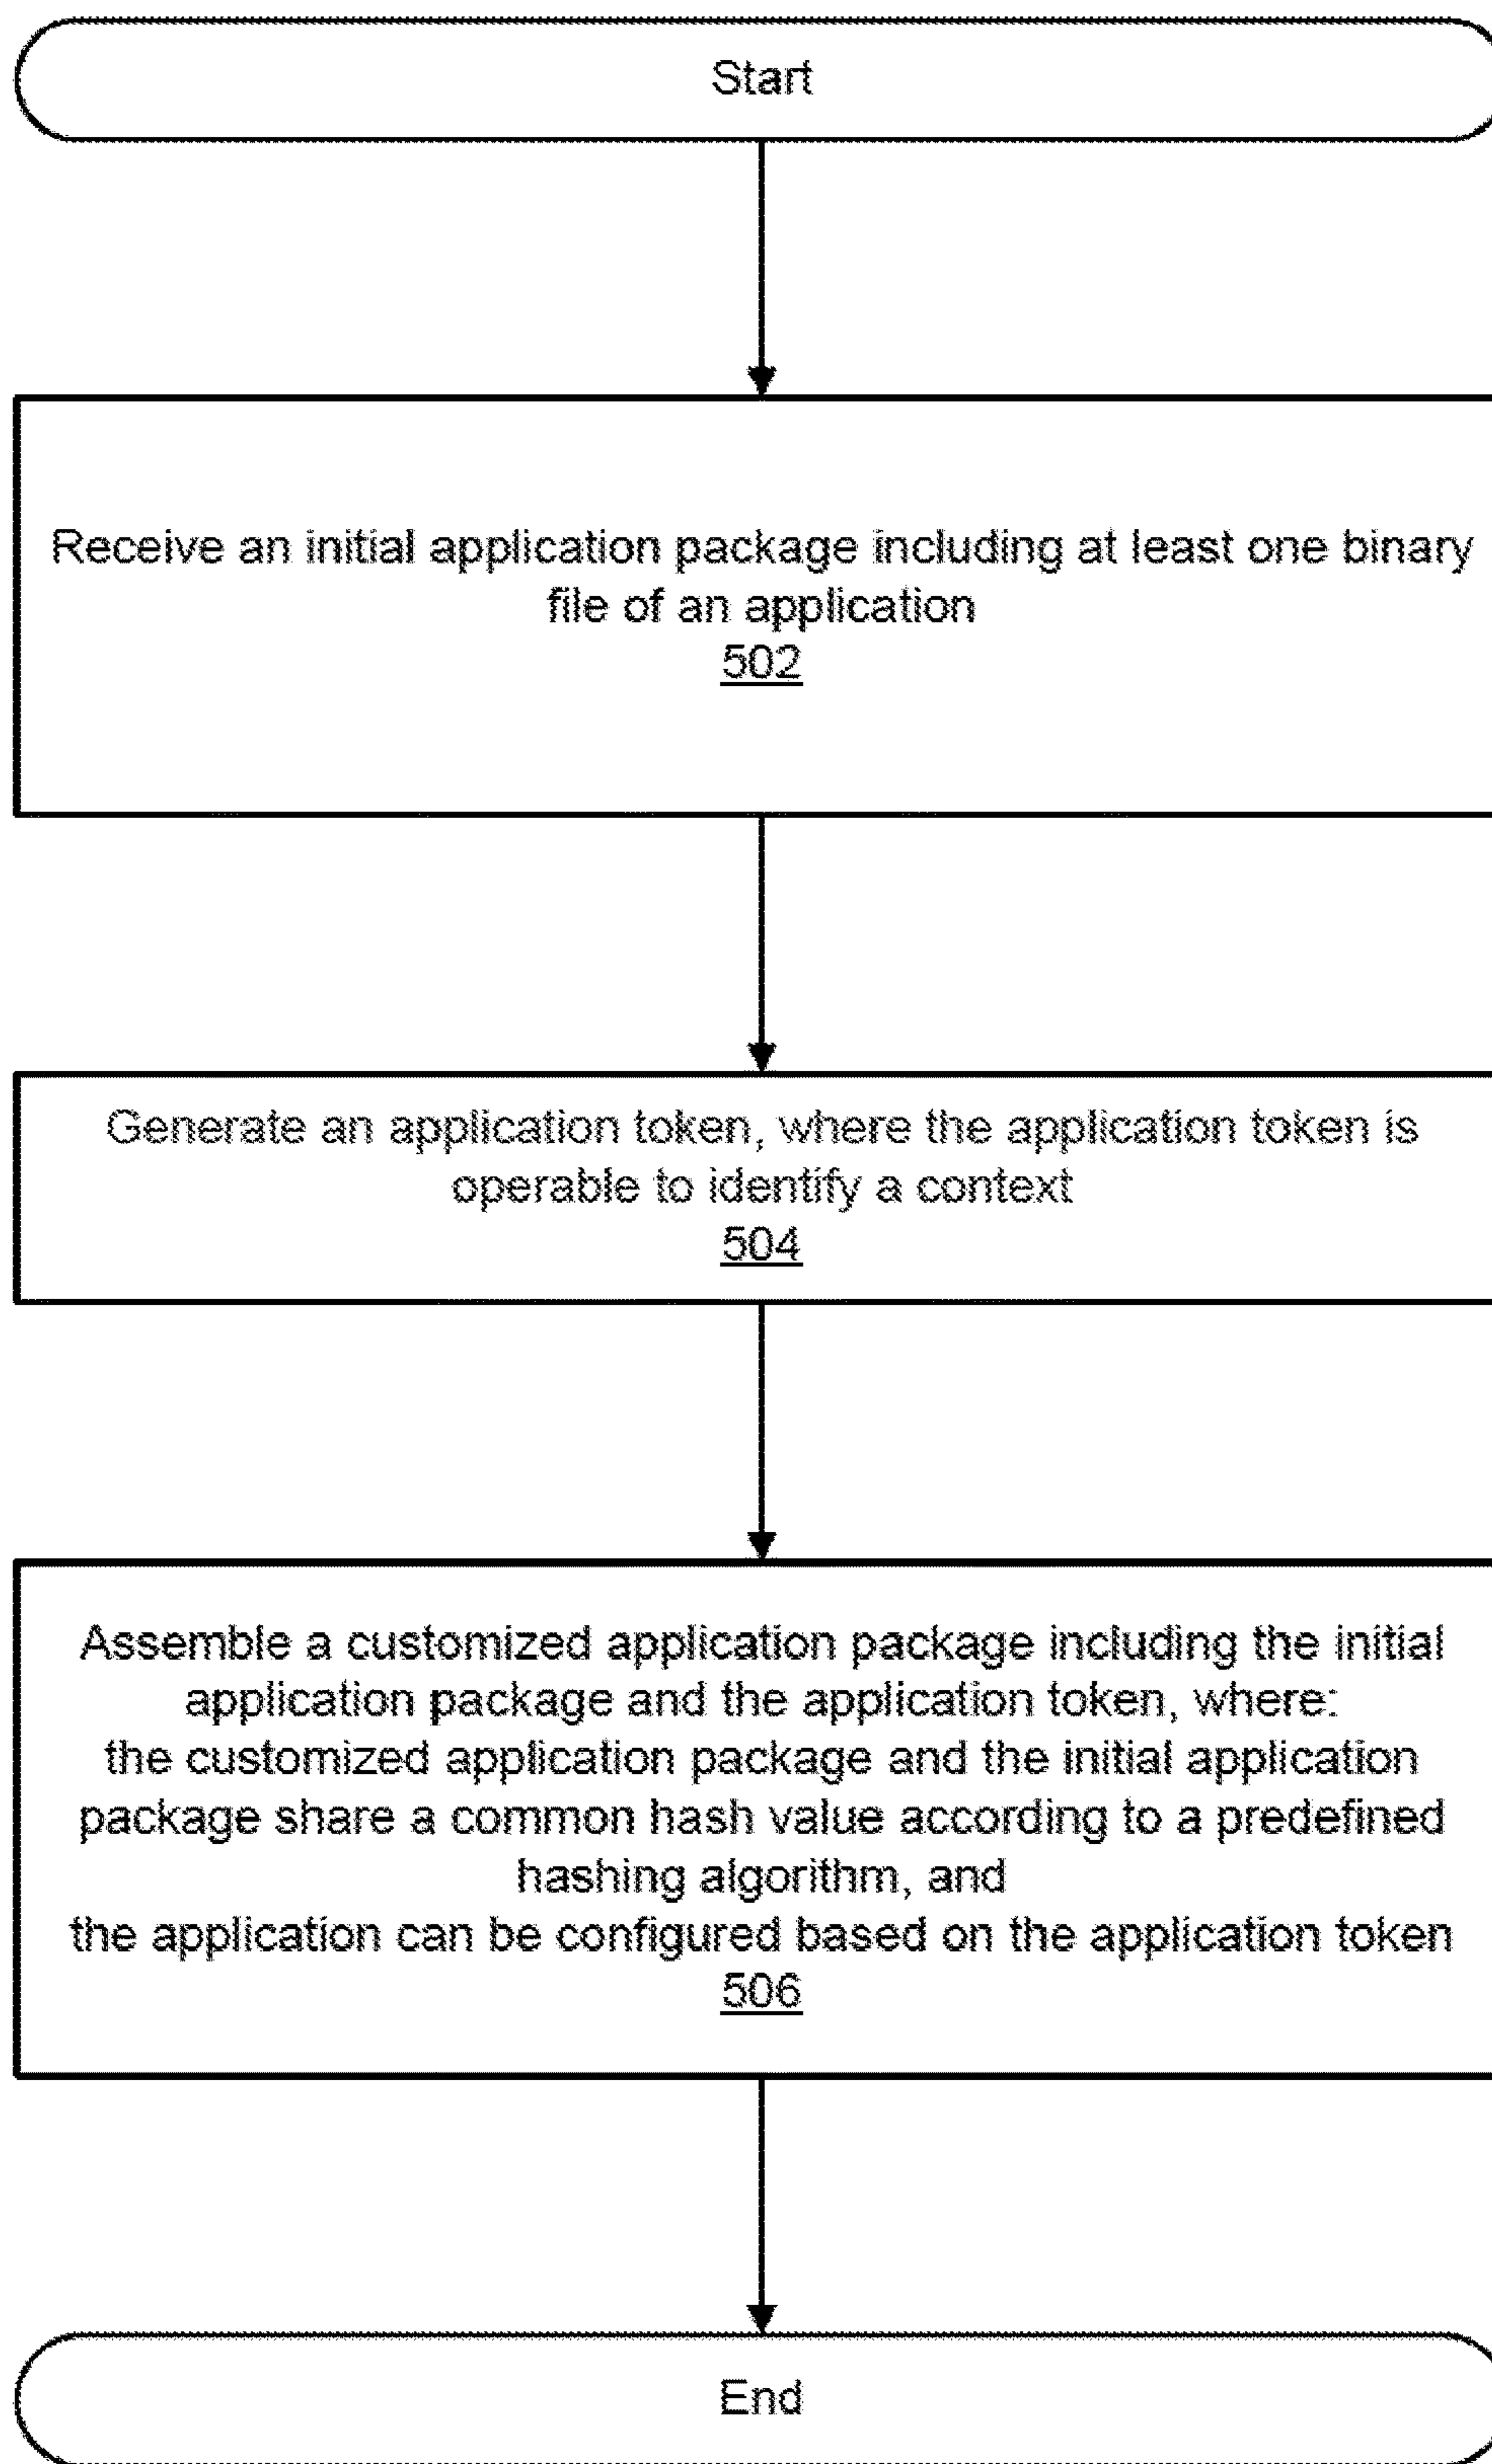 Start
Receive an initial application package including at least one binary
file of an application
502
Generate an application token, where the application token is
operable to identify a context
504
Assemble a customized application package including the initial
application package and the application token, where:
the customized application package and the initial application
package share a common hash value according to a predefined
hashing algorithm, and
the application can be configured based on the application token
506
End